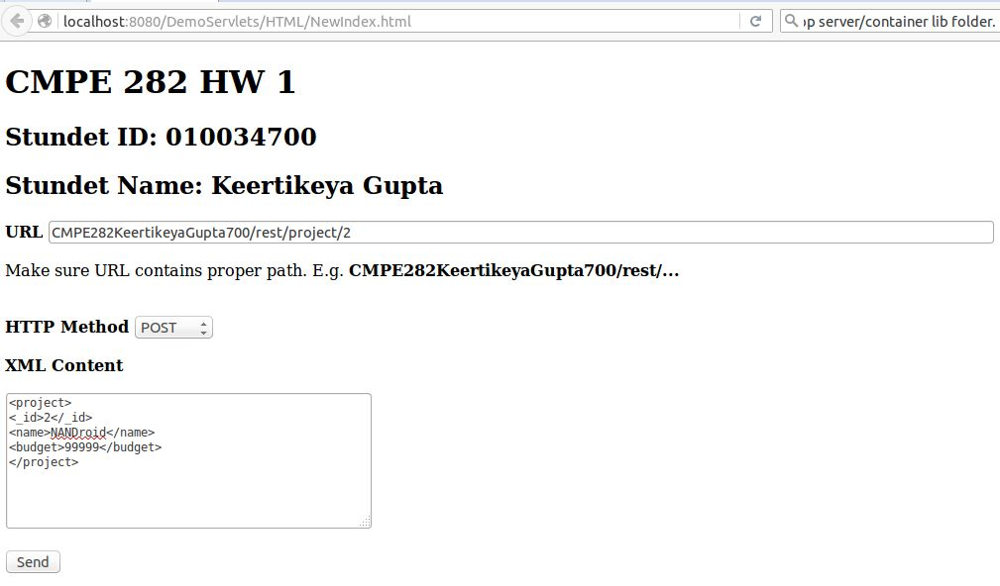 localhost:8080/DemoServlets/HTML/NewIndex.html
pp server/container lib folder.
CMPE 282 HW 1
Stundet ID: 010034700
Stundet Name: Keertikeya Gupta
URL CMPE282KeertikeyaGupta700/rest/project/2
Make sure URL contains proper path. E.g. CMPE282KeertikeyaGupta700/rest/...
HTTP Method POST
XML Content
<project>
<_id>2</_id>
<name>NANDroid</name>
<budget>99999</budget>
</project>
Send